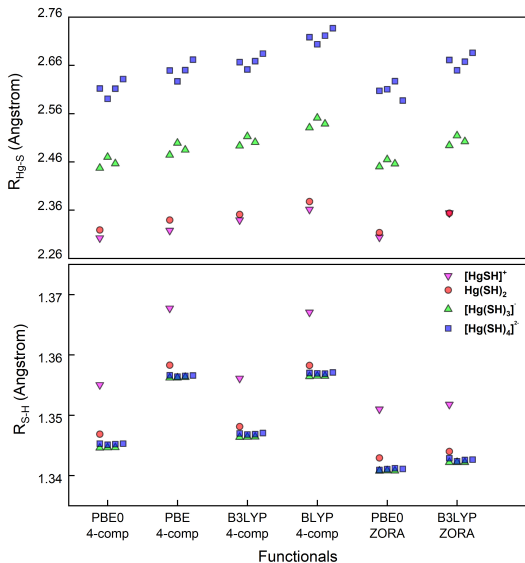 2.76
2.66
2.56
2.46
2.36
2.26
R_Hg-S (Angstrom)
1.37
1.36
1.35
1.34
R_S-H (Angstrom)
[HgSH]⁺
Hg(SH)₂
[Hg(SH)₃]⁻
[Hg(SH)₄]²⁻
PBE0 PBE B3LYP BLYP PBE0 B3LYP
4-comp 4-comp 4-comp 4-comp ZORA ZORA
Functionals